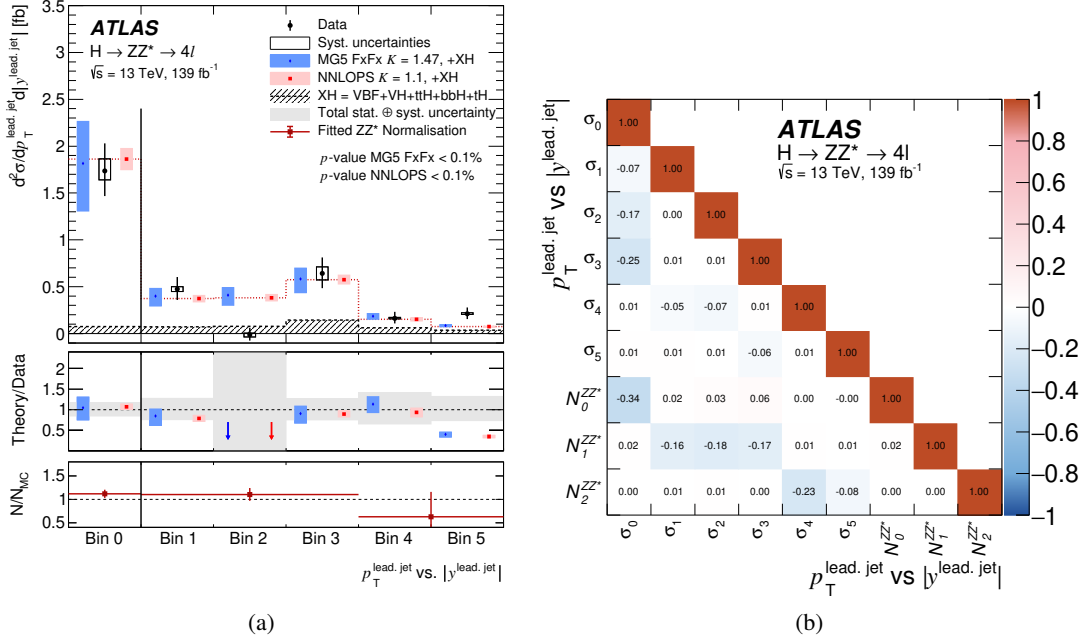 d²σ/dp_T^{lead. jet}d|y^{lead. jet}| [fb]
3.5
3
2.5
2
1.5
1
0.5
0
ATLAS
H → ZZ* → 4l
√s = 13 TeV, 139 fb⁻¹
Data
Syst. uncertainties
MG5 FxFx K = 1.47, +XH
NNLOPS K = 1.1, +XH
XH = VBF+VH+ttH+bbH+tH
Total stat. ⊕ syst. uncertainty
Fitted ZZ* Normalisation
p-value MG5 FxFx < 0.1%
p-value NNLOPS < 0.1%
Theory/Data
2
1.5
1
0.5
N/N_MC
1.5
1
0.5
Bin 0 Bin 1 Bin 2 Bin 3 Bin 4 Bin 5
p_T^{lead. jet} vs. |y^{lead. jet}|
(a)
p_T^{lead. jet} vs |y^{lead. jet}|
ATLAS
H → ZZ* → 4l
√s = 13 TeV, 139 fb⁻¹
σ₀ 1.00
σ₁ -0.07 1.00
σ₂ -0.17 0.00 1.00
σ₃ -0.25 0.01 0.01 1.00
σ₄ 0.01 -0.05 -0.07 0.01 1.00
σ₅ 0.01 0.01 0.01 -0.06 0.01 1.00
N₀^{ZZ*} -0.34 0.02 0.03 0.06 0.00 -0.00 1.00
N₁^{ZZ*} 0.02 -0.16 -0.18 -0.17 0.01 0.01 0.02 1.00
N₂^{ZZ*} 0.00 0.01 0.01 0.00 -0.23 -0.08 0.00 0.00 1.00
σ₀ σ₁ σ₂ σ₃ σ₄ σ₅ N₀^{ZZ*} N₁^{ZZ*} N₂^{ZZ*}
p_T^{lead. jet} vs |y^{lead. jet}|
1
0.8
0.6
0.4
0.2
0
−0.2
−0.4
−0.6
−0.8
−1
(b)